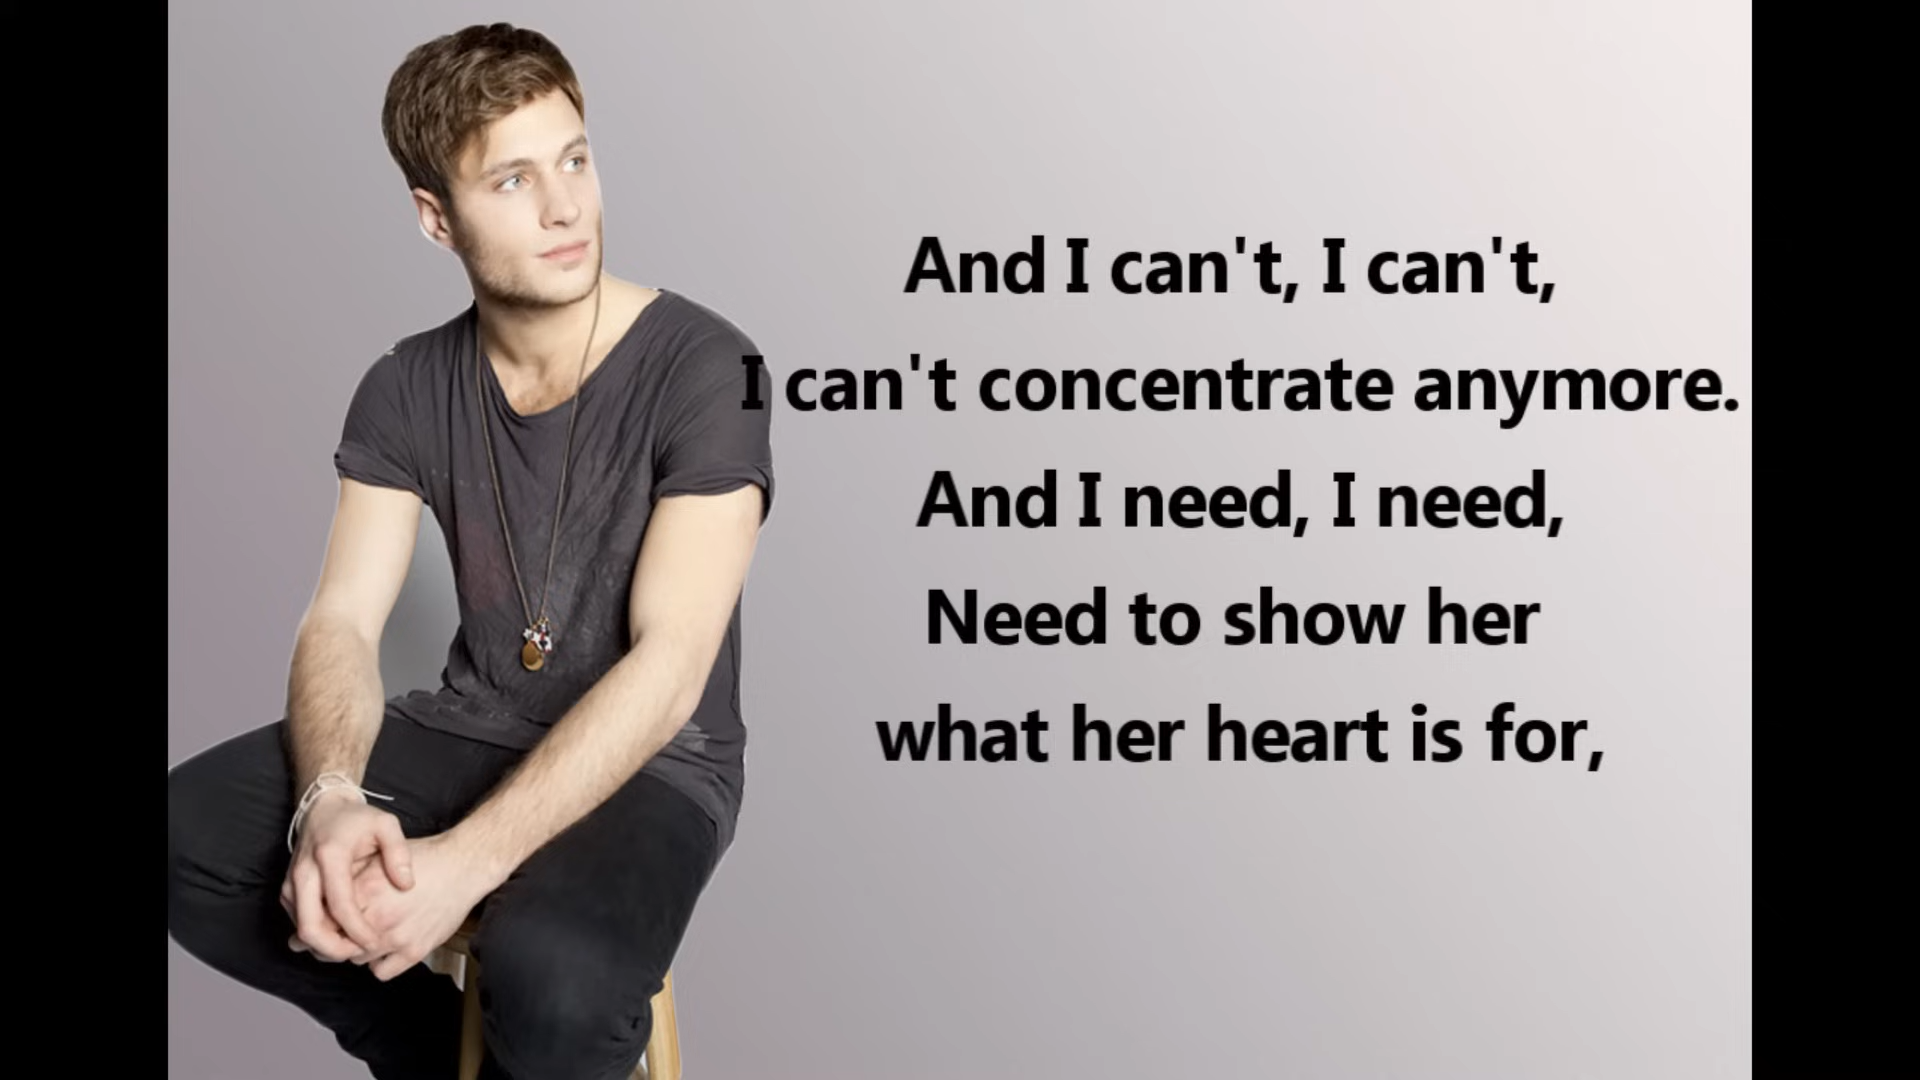 And I can't, I can't,
I can't concentrate anymore.
And I need, I need,
Need to show her
what her heart is for,